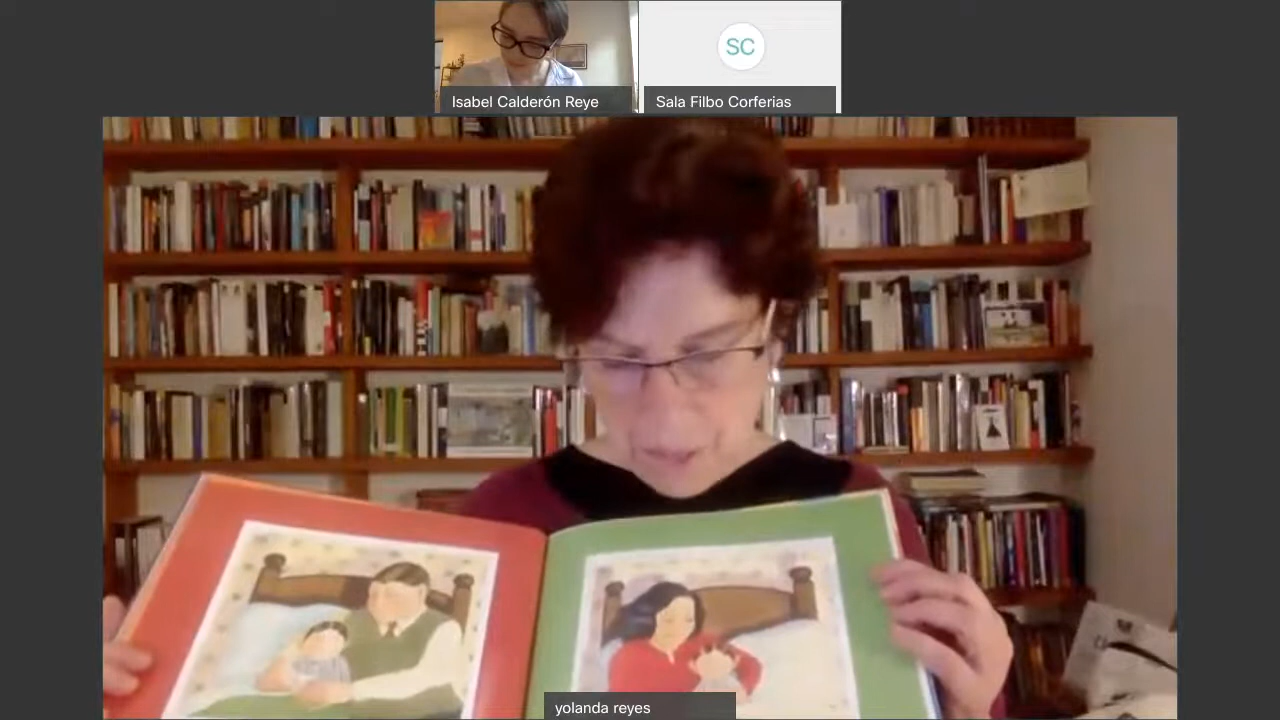 SC
Isabel Calderón Reye
Sala Filbo Corferias
yolanda reyes